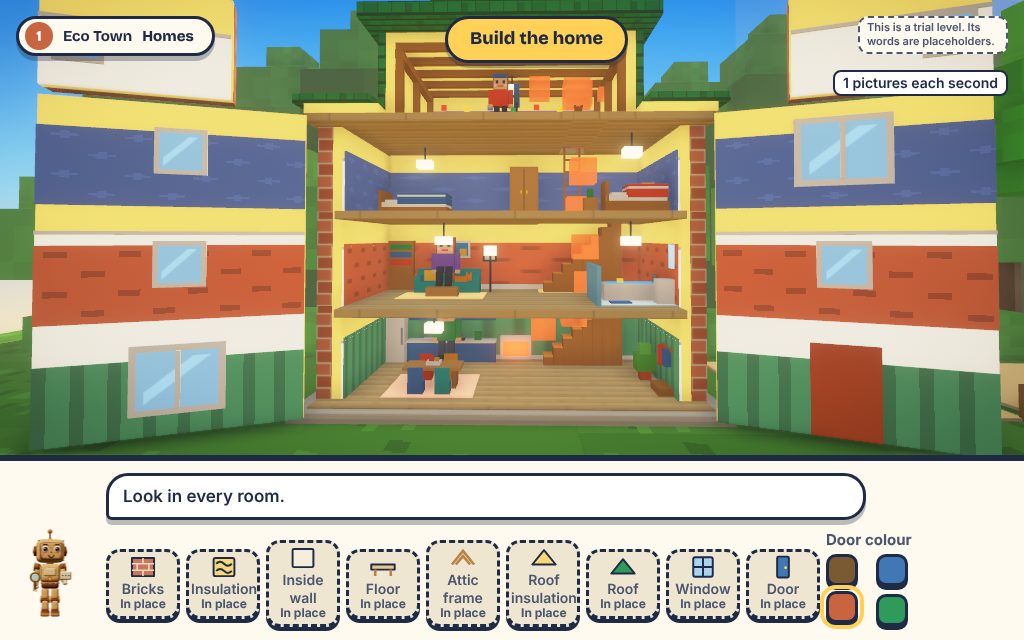 1 Eco Town Homes
Build the home
This is a trial level. Its
words are placeholders.
1 pictures each second
Look in every room.
Door colour
Bricks
In place
Insulation
In place
Inside
wall
In place
Floor
In place
Attic
frame
In place
Roof
insulation
In place
Roof
In place
Window
In place
Door
In place